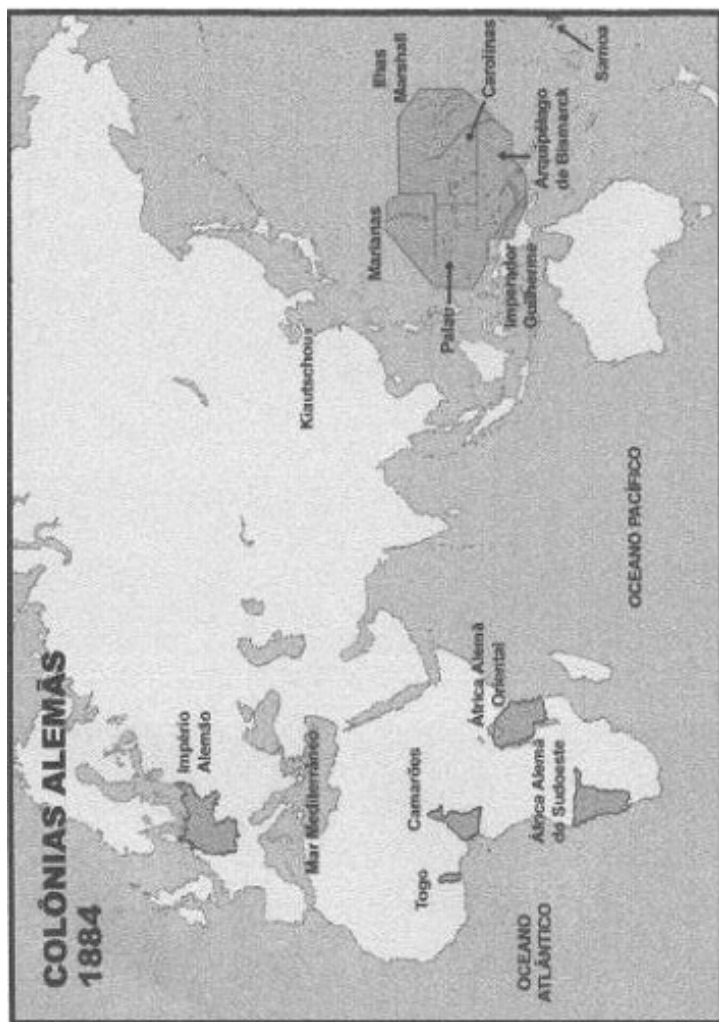 COLÔNIAS ALEMÃS
1884
Império
Alemão
Mar Mediterrâneo
Togo
Camarões
África Alemã
Oriental
África Alemã
do Sudoeste
OCEANO
ATLÂNTICO
OCEANO PACÍFICO
Kiautschour
Marianas
Ilhas
Marshall
Palau
Carolinas
Imperador
Guilherme
Arquipélago
de Bismarck
Samoa